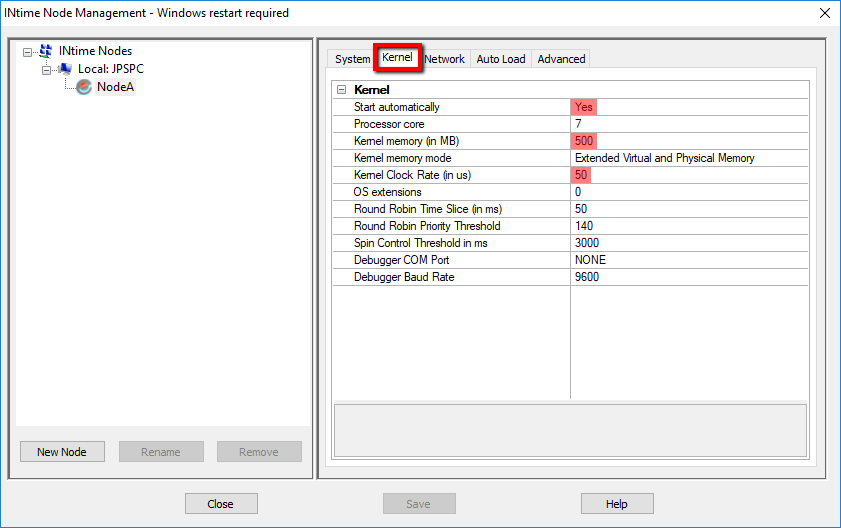 INtime Node Management - Windows restart required
INtime Nodes
Local: JPSPC
NodeA
System Kernel Network Auto Load Advanced
Kernel
Start automatically Yes
Processor core 7
Kernel memory (in MB) 500
Kernel memory mode Extended Virtual and Physical Memory
Kernel Clock Rate (in us) 50
OS extensions 0
Round Robin Time Slice (in ms) 50
Round Robin Priority Threshold 140
Spin Control Threshold in ms 3000
Debugger COM Port NONE
Debugger Baud Rate 9600
New Node Rename Remove
Close Save Help